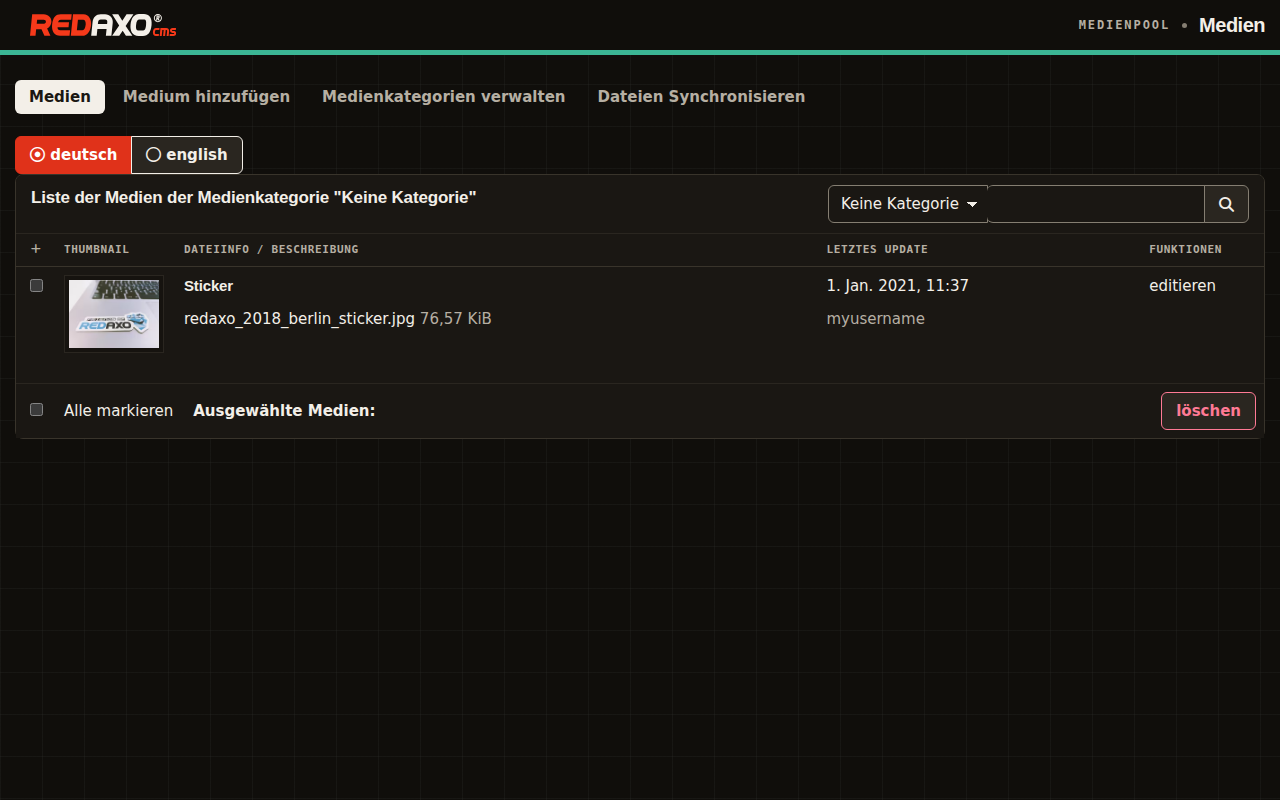 REDAXO® cms
MEDIENPOOL • Medien
Medien Medium hinzufügen Medienkategorien verwalten Dateien Synchronisieren
deutsch english
Liste der Medien der Medienkategorie "Keine Kategorie" Keine Kategorie
+ THUMBNAIL DATEIINFO / BESCHREIBUNG LETZTES UPDATE FUNKTIONEN
Sticker 1. Jan. 2021, 11:37 editieren
REDAXO
redaxo_2018_berlin_sticker.jpg 76,57 KiB myusername
Alle markieren Ausgewählte Medien: löschen